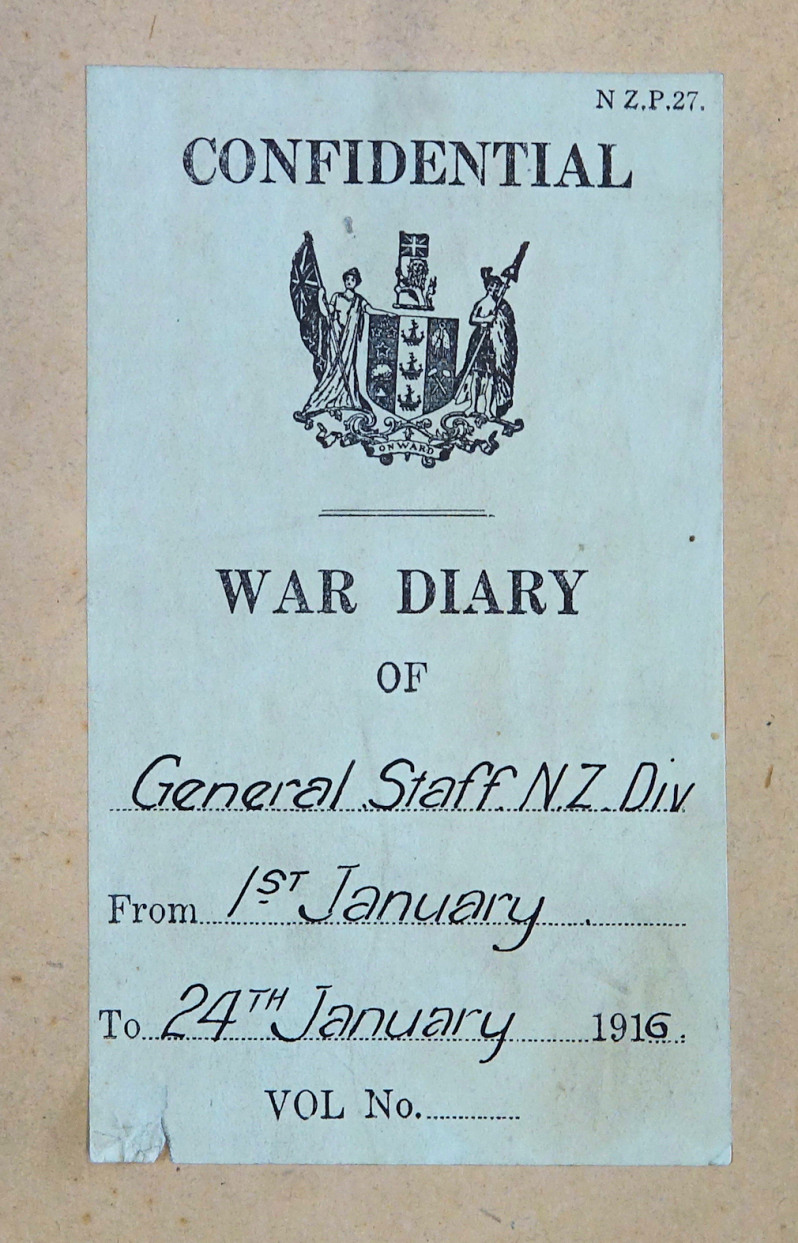 N Z.P.27.
CONFIDENTIAL
ONWARD
WAR DIARY
OF
General Staff N.Z. Div
From 1ST January
To 24TH January 1916.
VOL No.